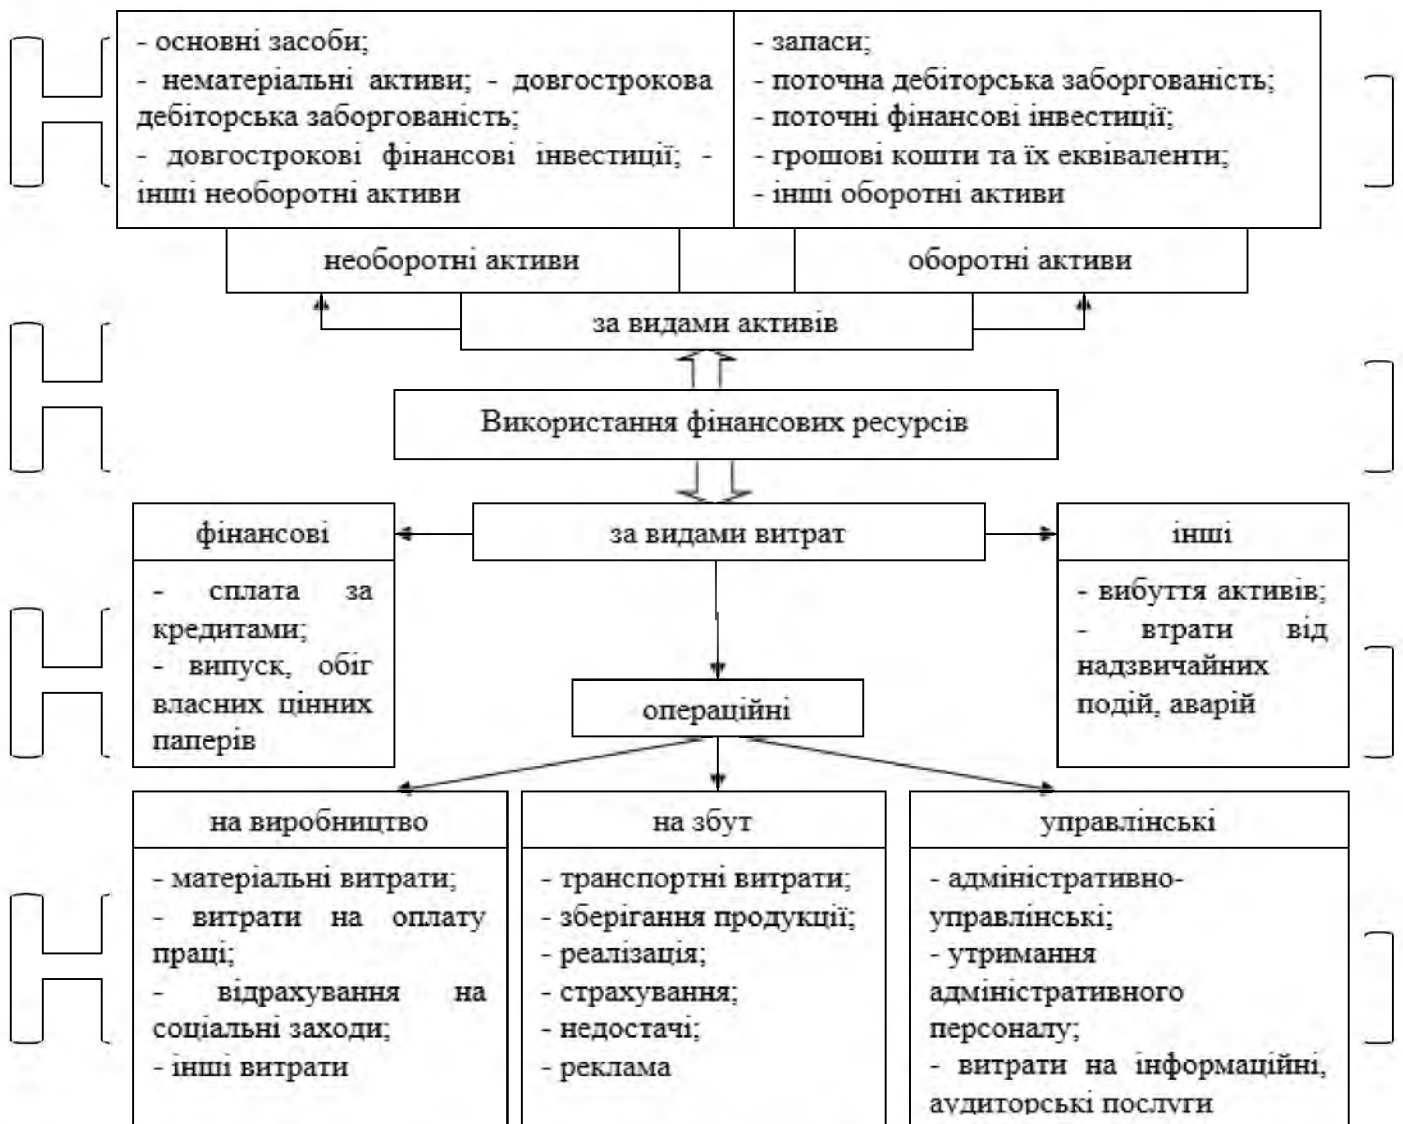 - основні засоби;
- нематеріальні активи; - довгострокова
дебіторська заборгованість;
- довгострокові фінансові інвестиції; -
інші необоротні активи
- запаси;
- поточна дебіторська заборгованість;
- поточні фінансові інвестиції;
- грошові кошти та їх еквіваленти;
- інші оборотні активи
необоротні активи
оборотні активи
за видами активів
Використання фінансових ресурсів
фінансові
за видами витрат
інші
- сплата за
кредитами;
- випуск, обіг
власних цінних
паперів
- вибуття активів;
- втрати від
надзвичайних
подій, аварій
операційні
на виробництво
на збут
управлінські
- матеріальні витрати;
- витрати на оплату
праці;
- відрахування на
соціальні заходи;
- інші витрати
- транспортні витрати;
- зберігання продукції;
- реалізація;
- страхування;
- недостачі;
- реклама
- адміністративно-
управлінські;
- утримання
адміністративного
персоналу;
- витрати на інформаційні,
аудиторські послуги